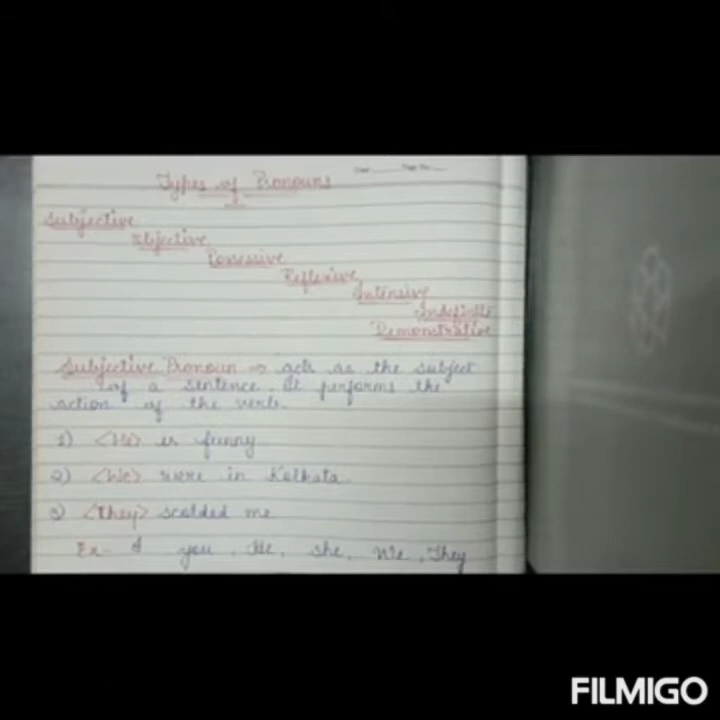 Types of Pronouns
Subjective
Objective
Possessive
Reflexive
Intensive
Indefinite
Demonstrative
Subjective Pronoun ⇒ acts as the subject
of a sentence. It performs the
action of the verb.
1) <He> is funny
2) <We> were in Kolkata.
3) <They> scolded me
Ex- I you, He, she, We, They
FILMIGO